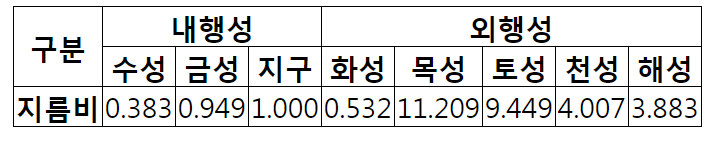 구분 내행성 외행성
수성 금성 지구 화성 목성 토성 천성 해성
지름비 0.383 0.949 1.000 0.532 11.209 9.449 4.007 3.883